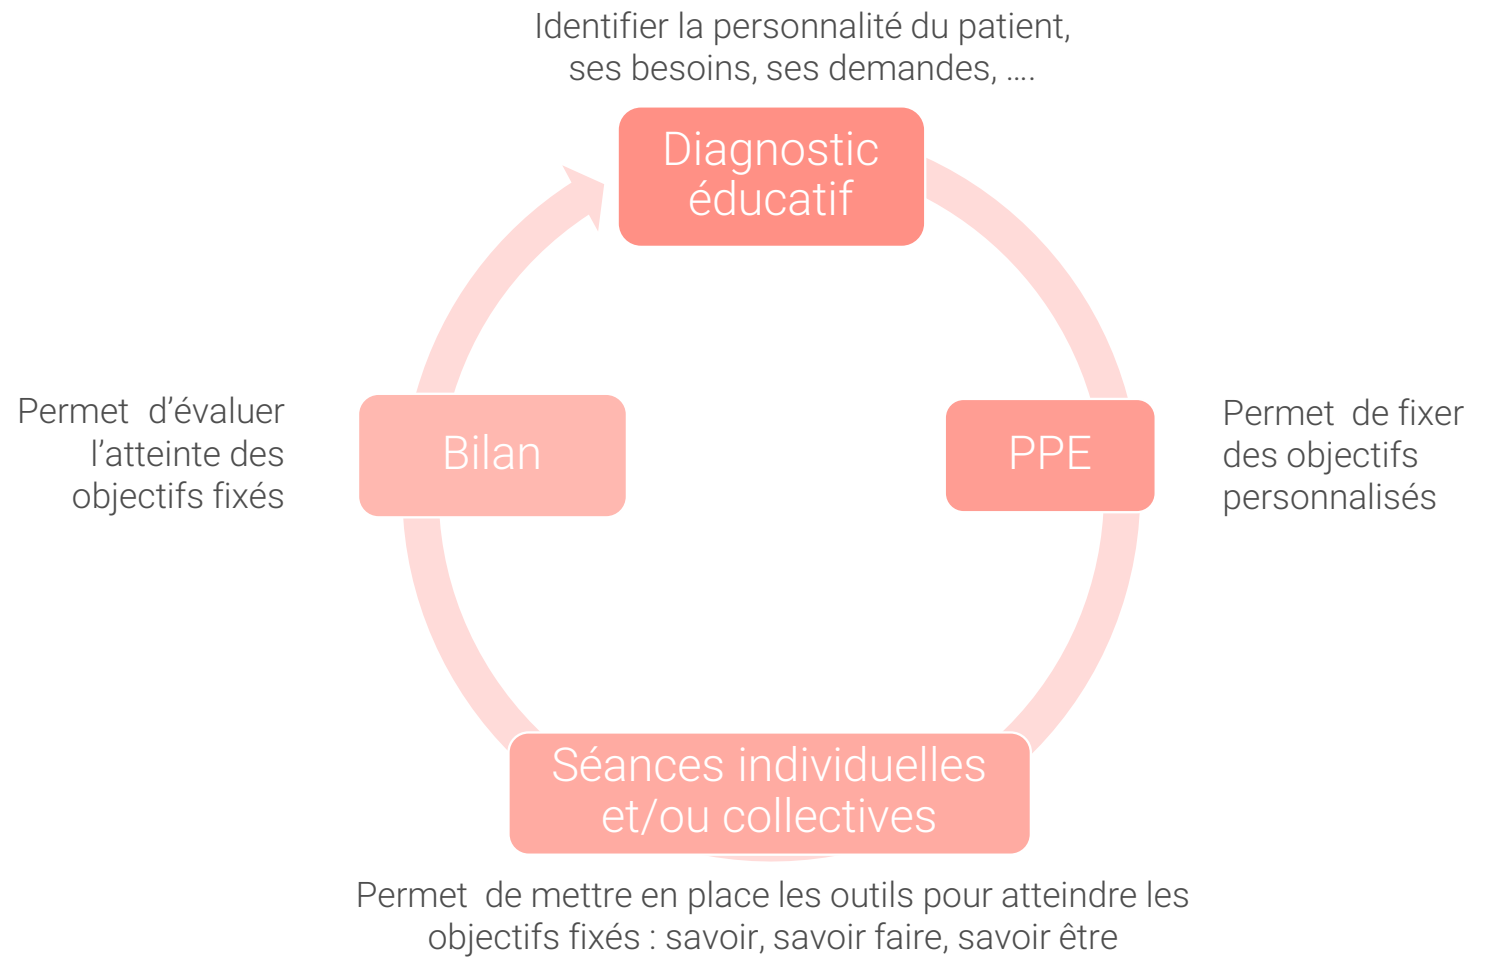 Identifier la personnalité du patient,
ses besoins, ses demandes, ....
Diagnostic
éducatif
Permet  d’évaluer
l’atteinte des
objectifs fixés
Bilan
PPE
Permet  de fixer
des objectifs
personnalisés
Séances individuelles
et/ou collectives
Permet  de mettre en place les outils pour atteindre les
objectifs fixés : savoir, savoir faire, savoir être